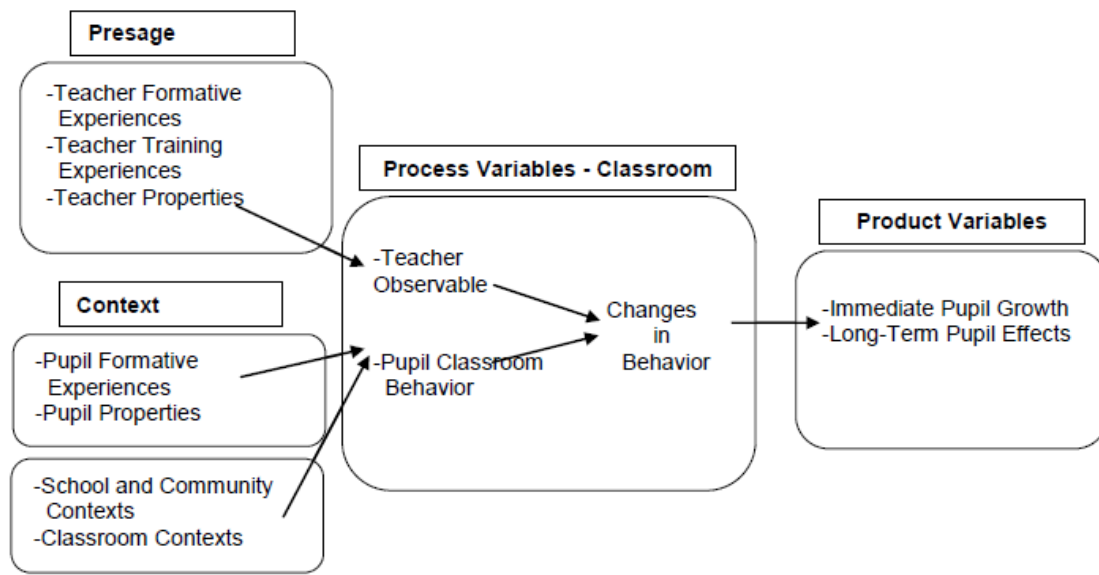 Presage
-Teacher Formative
Experiences
-Teacher Training
Experiences
-Teacher Properties
Context
-Pupil Formative
Experiences
-Pupil Properties
-School and Community
Contexts
-Classroom Contexts
Process Variables - Classroom
-Teacher
Observable
-Pupil Classroom
Behavior
Changes
in
Behavior
Product Variables
-Immediate Pupil Growth
-Long-Term Pupil Effects